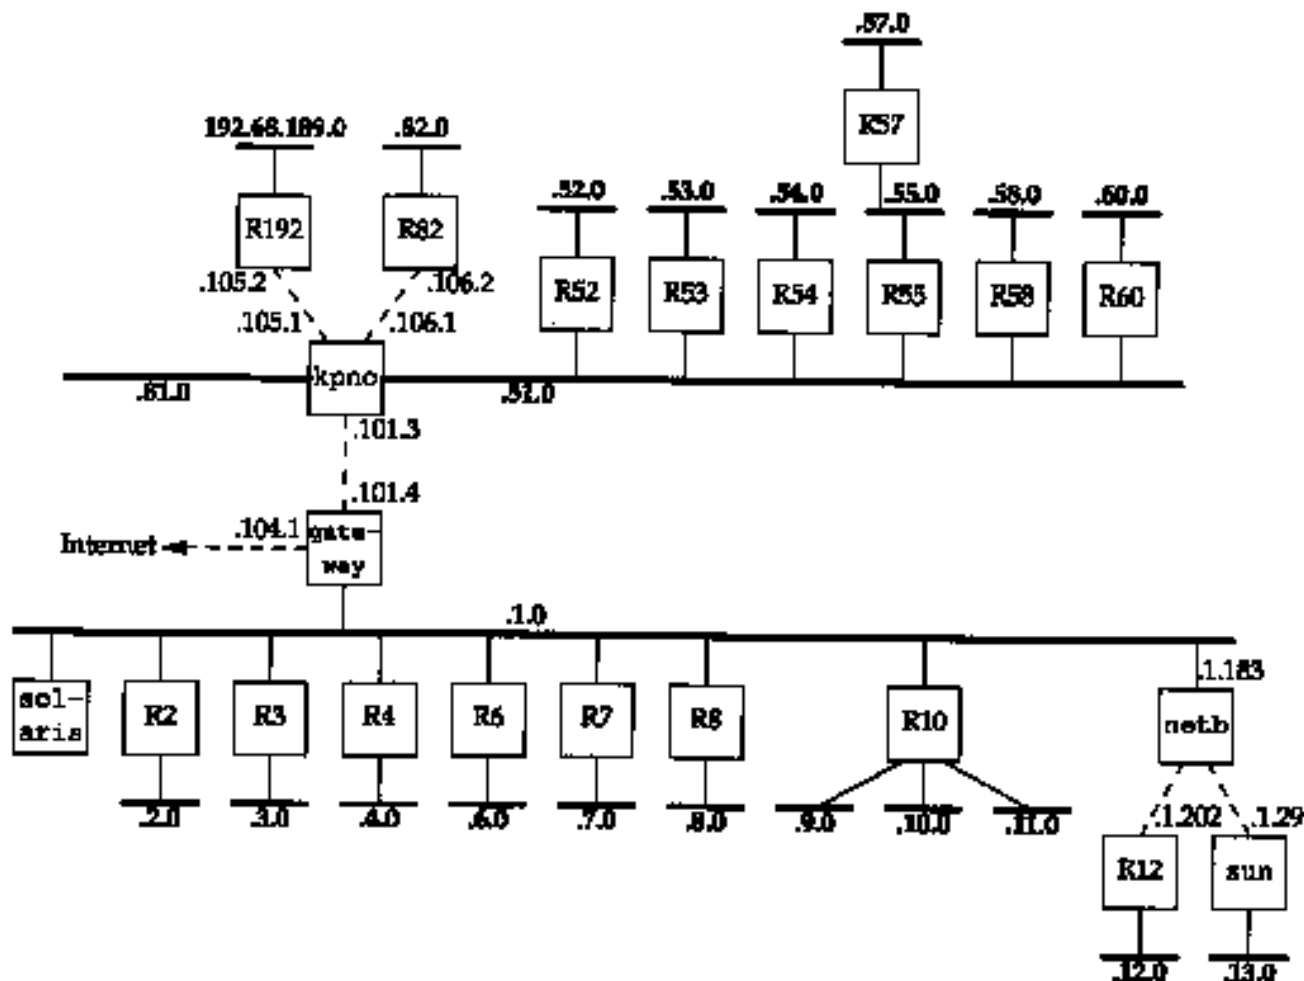 .57.0
R57
192.68.189.0 .82.0
.52.0 .53.0 .54.0 .55.0 .58.0 .60.0
R192 R82
.105.2 .106.2
R52 R53 R54 R55 R58 R60
.105.1 .106.1
kpno
.81.0 .51.0
.101.3
.101.4
Internet .104.1 gate-
way
.1.0
.1.183
sol-
aris R2 R3 R4 R6 R7 R8 R10 netb
.2.0 .3.0 .4.0 .6.0 .7.0 .8.0 .9.0 .10.0 .11.0
.1.202 .1.29
R12 sun
.12.0 .13.0